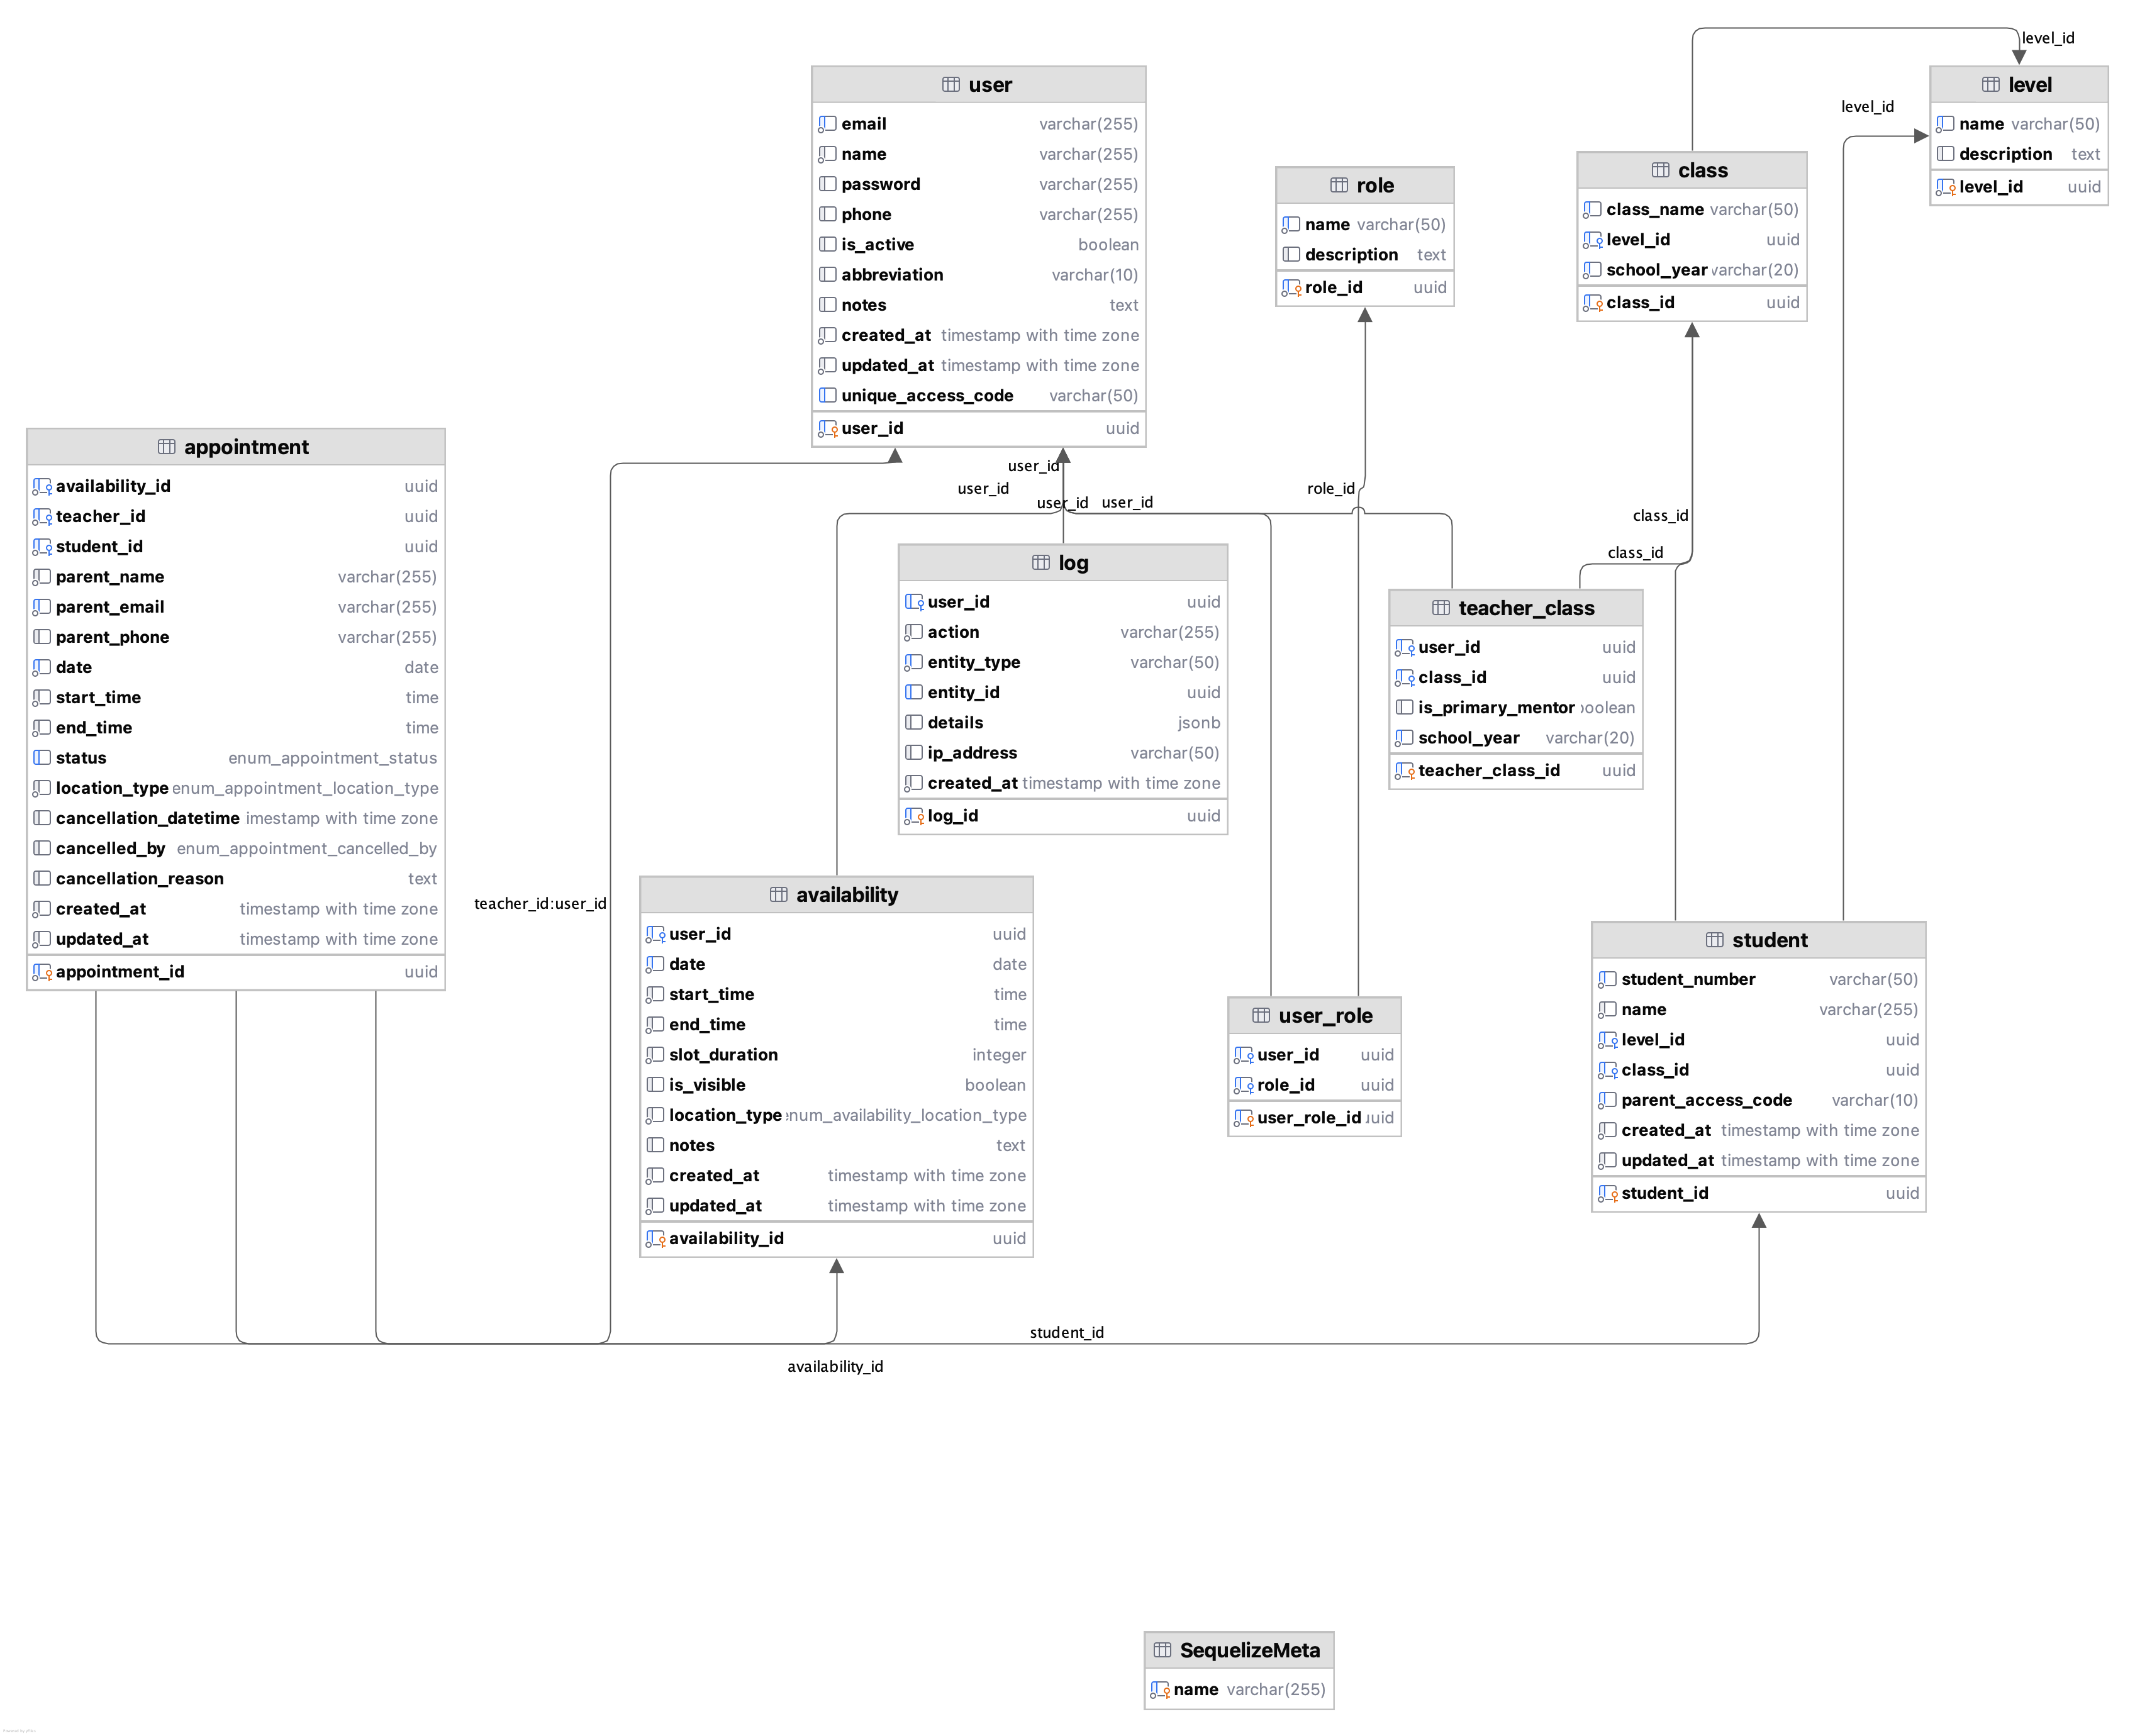 level_id
level
level_id
name varchar(50)
description text
level_id uuid
user
email varchar(255)
name varchar(255)
password varchar(255)
phone varchar(255)
is_active boolean
abbreviation varchar(10)
notes text
created_at timestamp with time zone
updated_at timestamp with time zone
unique_access_code varchar(50)
user_id uuid
role
name varchar(50)
description text
role_id uuid
class
class_name varchar(50)
level_id uuid
school_year varchar(20)
class_id uuid
appointment
availability_id uuid
teacher_id uuid
student_id uuid
parent_name varchar(255)
parent_email varchar(255)
parent_phone varchar(255)
date date
start_time time
end_time time
status enum_appointment_status
location_type enum_appointment_location_type
cancellation_datetime imestamp with time zone
cancelled_by enum_appointment_cancelled_by
cancellation_reason text
created_at timestamp with time zone
updated_at timestamp with time zone
appointment_id uuid
user_id
user_id
user_id
user_id
role_id
class_id
class_id
log
user_id uuid
action varchar(255)
entity_type varchar(50)
entity_id uuid
details jsonb
ip_address varchar(50)
created_at timestamp with time zone
log_id uuid
teacher_class
user_id uuid
class_id uuid
is_primary_mentor boolean
school_year varchar(20)
teacher_class_id uuid
teacher_id:user_id
availability
user_id uuid
date date
start_time time
end_time time
slot_duration integer
is_visible boolean
location_type enum_availability_location_type
notes text
created_at timestamp with time zone
updated_at timestamp with time zone
availability_id uuid
user_role
user_id uuid
role_id uuid
user_role_id uuid
student
student_number varchar(50)
name varchar(255)
level_id uuid
class_id uuid
parent_access_code varchar(10)
created_at timestamp with time zone
updated_at timestamp with time zone
student_id uuid
student_id
availability_id
SequelizeMeta
name varchar(255)